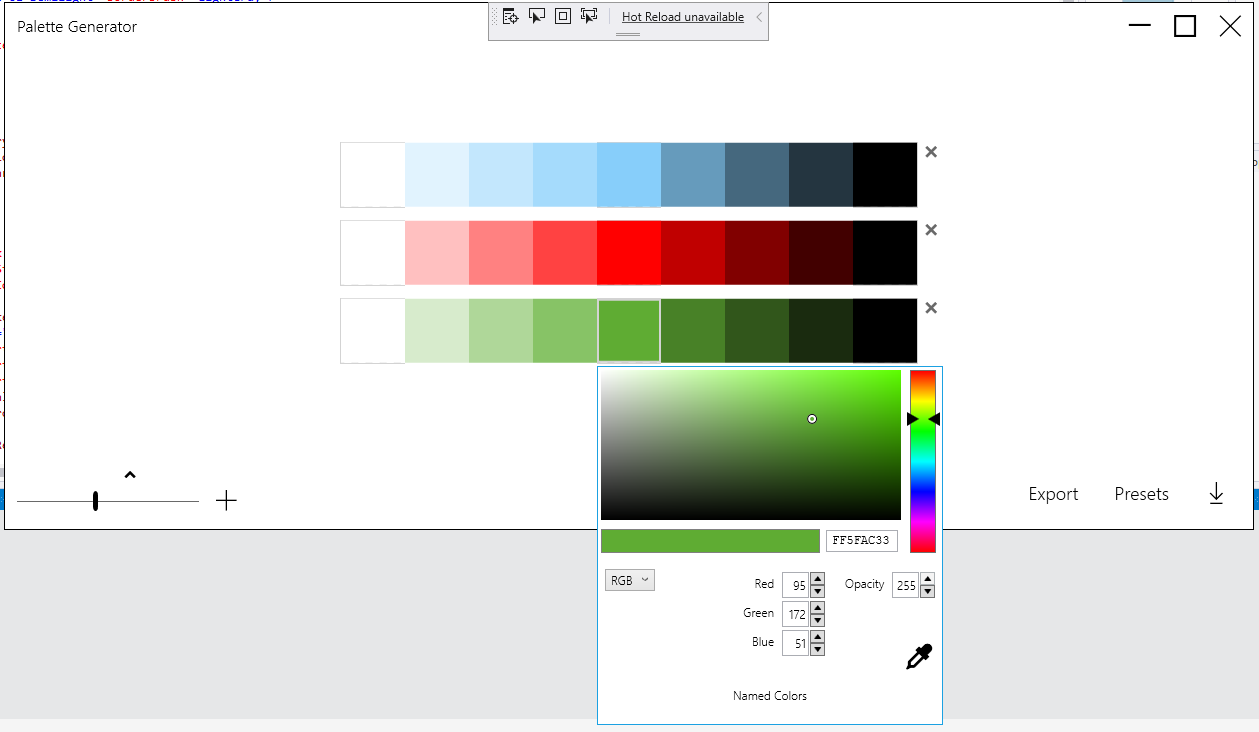 Hot Reload unavailable
Palette Generator
FF5FAC33
RGB
Red 95
Opacity 255
Green 172
Blue 51
Named Colors
Export
Presets